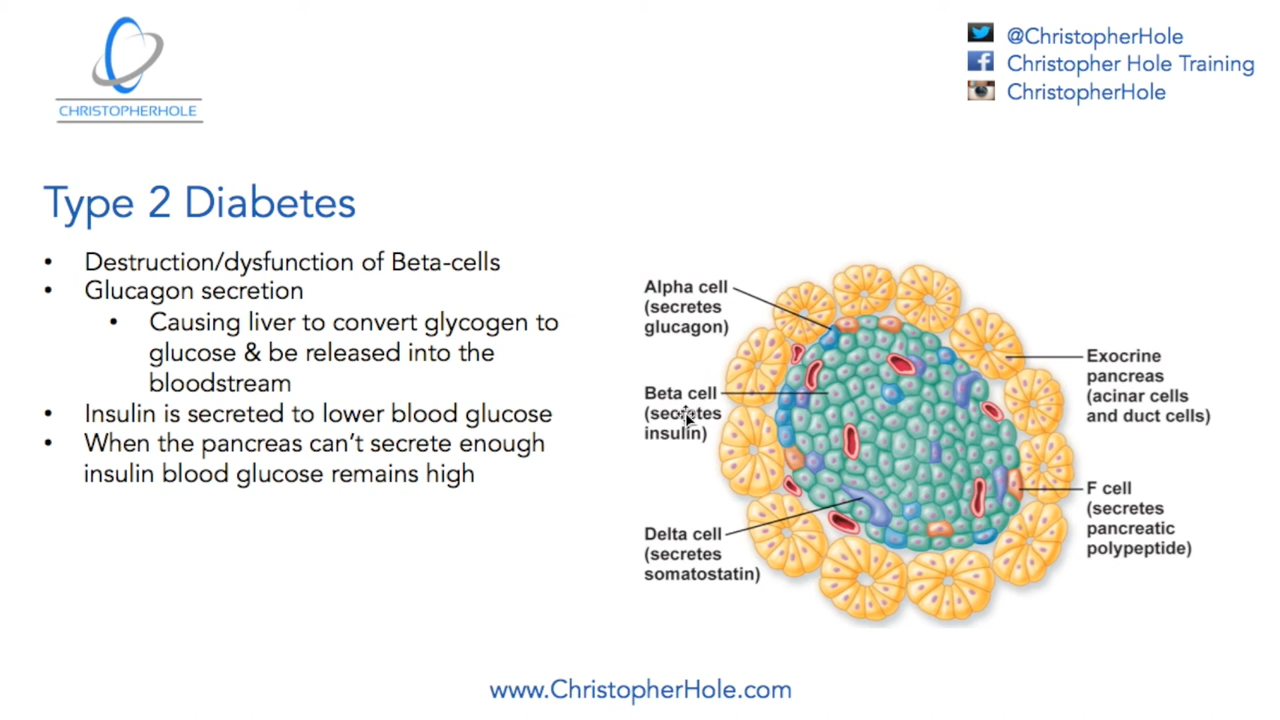 CHRISTOPHERHOLE
@ChristopherHole
Christopher Hole Training
ChristopherHole
Type 2 Diabetes
• Destruction/dysfunction of Beta-cells
• Glucagon secretion
• Causing liver to convert glycogen to
glucose & be released into the
bloodstream
• Insulin is secreted to lower blood glucose
• When the pancreas can't secrete enough
insulin blood glucose remains high
Alpha cell
(secretes
glucagon)
Beta cell
(secretes
insulin)
Delta cell
(secretes
somatostatin)
Exocrine
pancreas
(acinar cells
and duct cells)
F cell
(secretes
pancreatic
polypeptide)
www.ChristopherHole.com